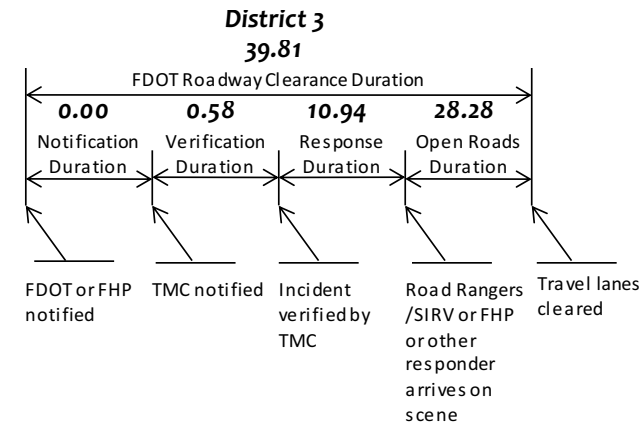 District 3
39.81
FDOT Roadway Clearance Duration
0.00 0.58 10.94 28.28
Notification Verification Response Open Roads
Duration Duration Duration Duration
FDOT or FHP
notified
TMC notified
Incident
verified by
TMC
Road Rangers
/SIRV or FHP
or other
responder
arrives on
scene
Travel lanes
cleared